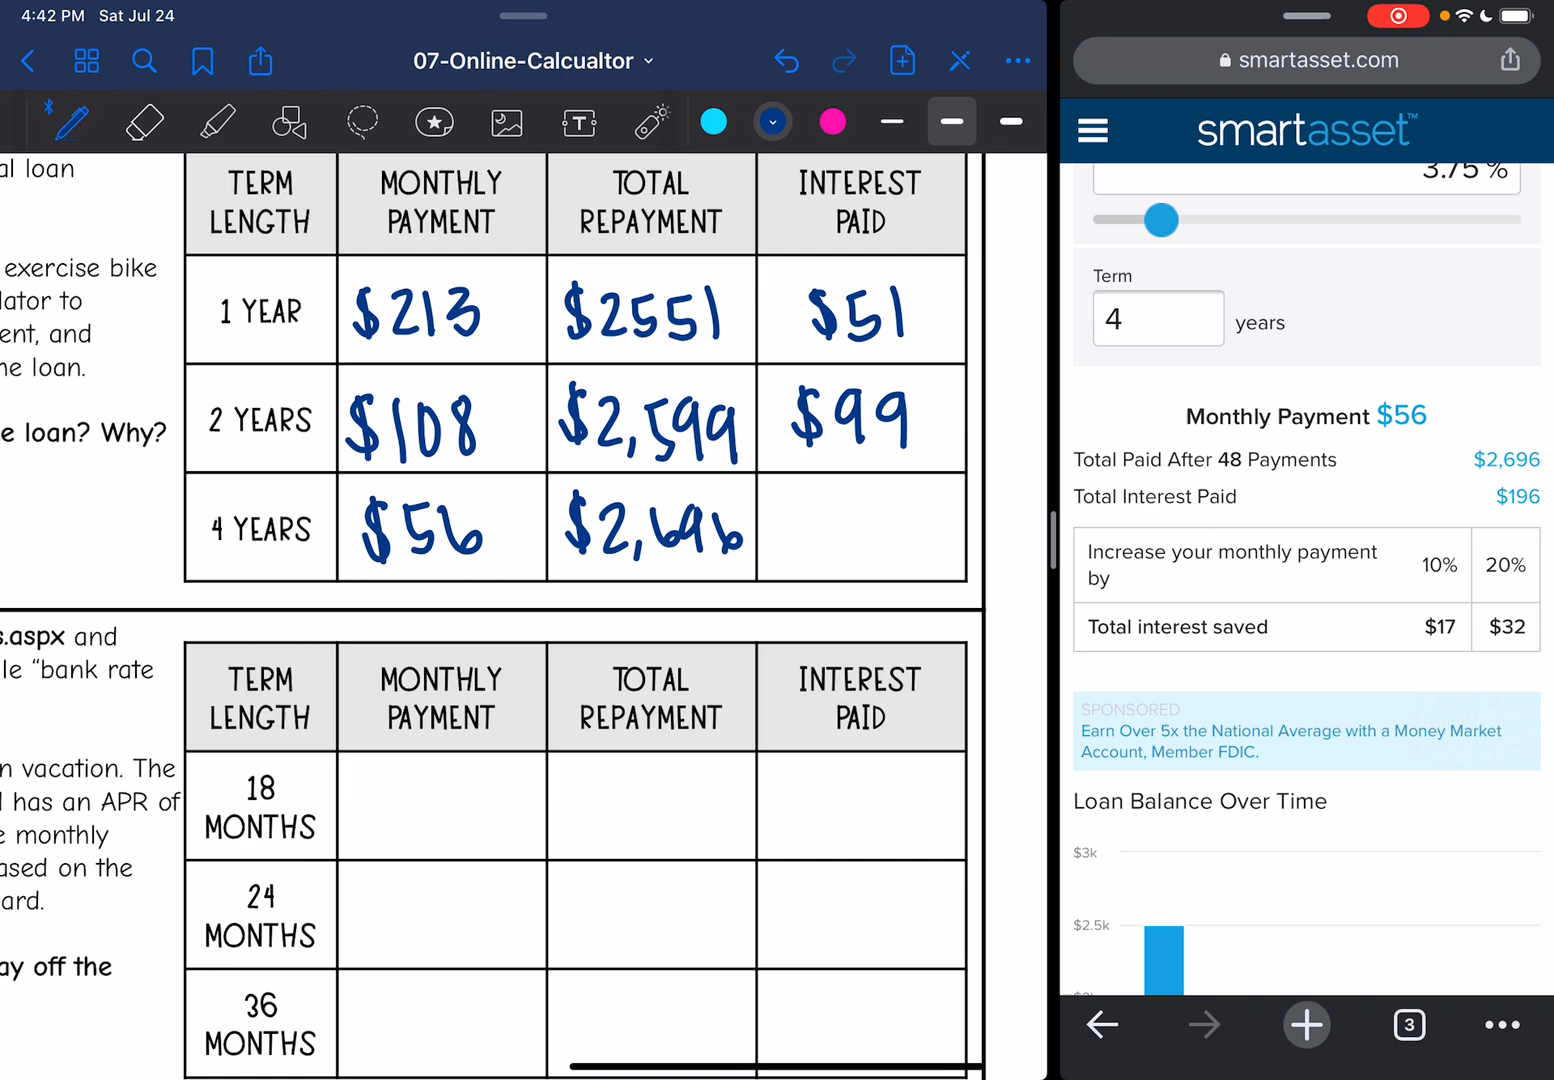 4:42 PM Sat Jul 24
07-Online-Calcualtor
T
al loan
exercise bike
lator to
ent, and
ne loan.
e loan? Why?
TERM LENGTH MONTHLY PAYMENT TOTAL REPAYMENT INTEREST PAID
1 YEAR $213 $2551 $51
2 YEARS $108 $2,599 $99
4 YEARS $56 $2,696
s.aspx and
le “bank rate
n vacation. The
l has an APR of
e monthly
ased on the
ard.
ay off the
TERM LENGTH MONTHLY PAYMENT TOTAL REPAYMENT INTEREST PAID
18 MONTHS
24 MONTHS
36 MONTHS
smartasset.com
smartasset™
3.75 %
Term
4 years
Monthly Payment $56
Total Paid After 48 Payments $2,696
Total Interest Paid $196
Increase your monthly payment by 10% 20%
Total interest saved $17 $32
SPONSORED
Earn Over 5x the National Average with a Money Market
Account, Member FDIC.
Loan Balance Over Time
$3k
$2.5k
3